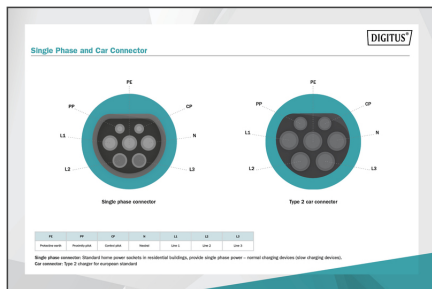 DIGITUS®
Single Phase and Car Connector
PE
PP
CP
L1
N
L2
L3
Single phase connector
PE
PP
CP
L1
N
L2
L3
Type 2 car connector
PE PP CP N L1 L2 L3
Protective earth Proximity pilot Control pilot Neutral Line 1 Line 2 Line 3
Single phase connector: Standard home power sockets in residential buildings, provide single phase power – normal charging devices (slow charging devices).
Car connector: Type 2 charger for european standard